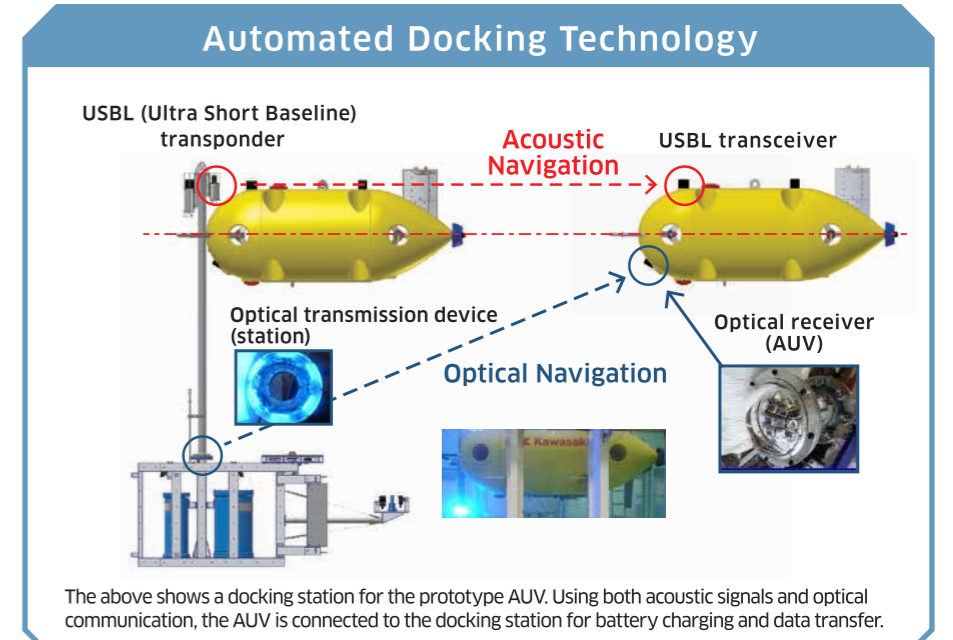 Automated Docking Technology
USBL (Ultra Short Baseline)
transponder
Acoustic
Navigation
USBL transceiver
Optical transmission device
(station)
Optical receiver
(AUV)
Optical Navigation
Kawasaki
The above shows a docking station for the prototype AUV. Using both acoustic signals and optical
communication, the AUV is connected to the docking station for battery charging and data transfer.